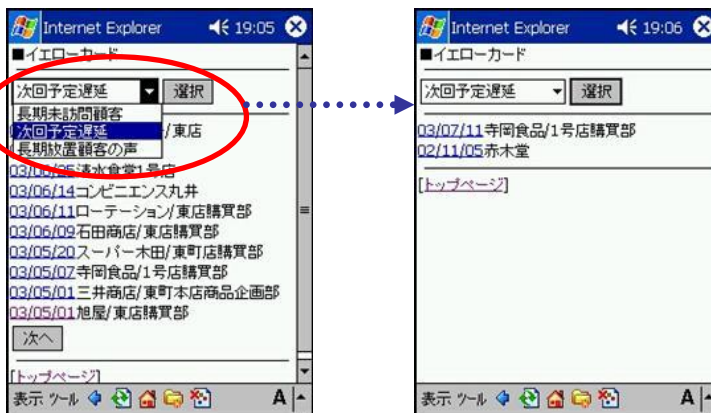 Internet Explorer 19:05
■イエローカード
次回予定遅延 選択
長期未訪問顧客
次回予定遅延
長期放置顧客の声
/東店
清水食堂1号店
03/06/14コンビニエンス丸井
03/06/11ローテーション/東店購買部
03/06/09石田商店/東店購買部
03/05/20スーパー木田/東町店購買部
03/05/07寺岡食品/1号店購買部
03/05/01三井商店/東町本店商品企画部
03/05/01旭屋/東店購買部
次へ
[トップページ]
表示 ツール A
Internet Explorer 19:06
■イエローカード
次回予定遅延 選択
03/07/11寺岡食品/1号店購買部
02/11/05赤木堂
[トップページ]
表示 ツール A